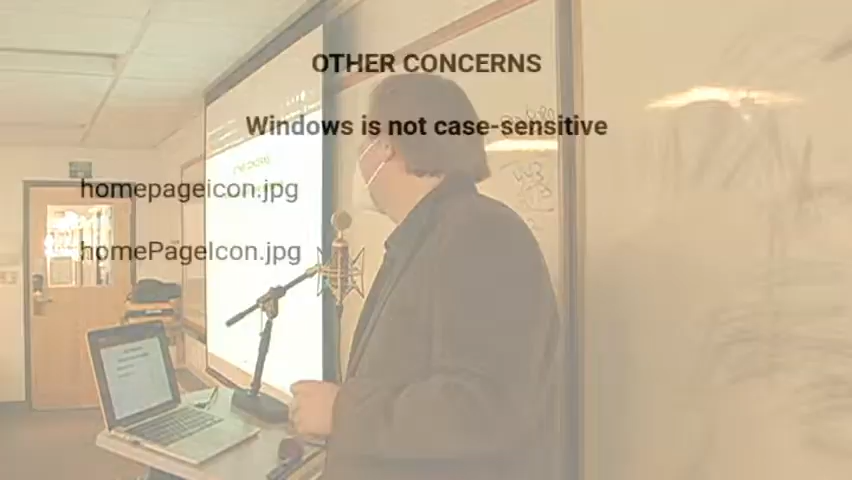 OTHER CONCERNS
Windows is not case-sensitive
homepageicon.jpg
homePageIcon.jpg